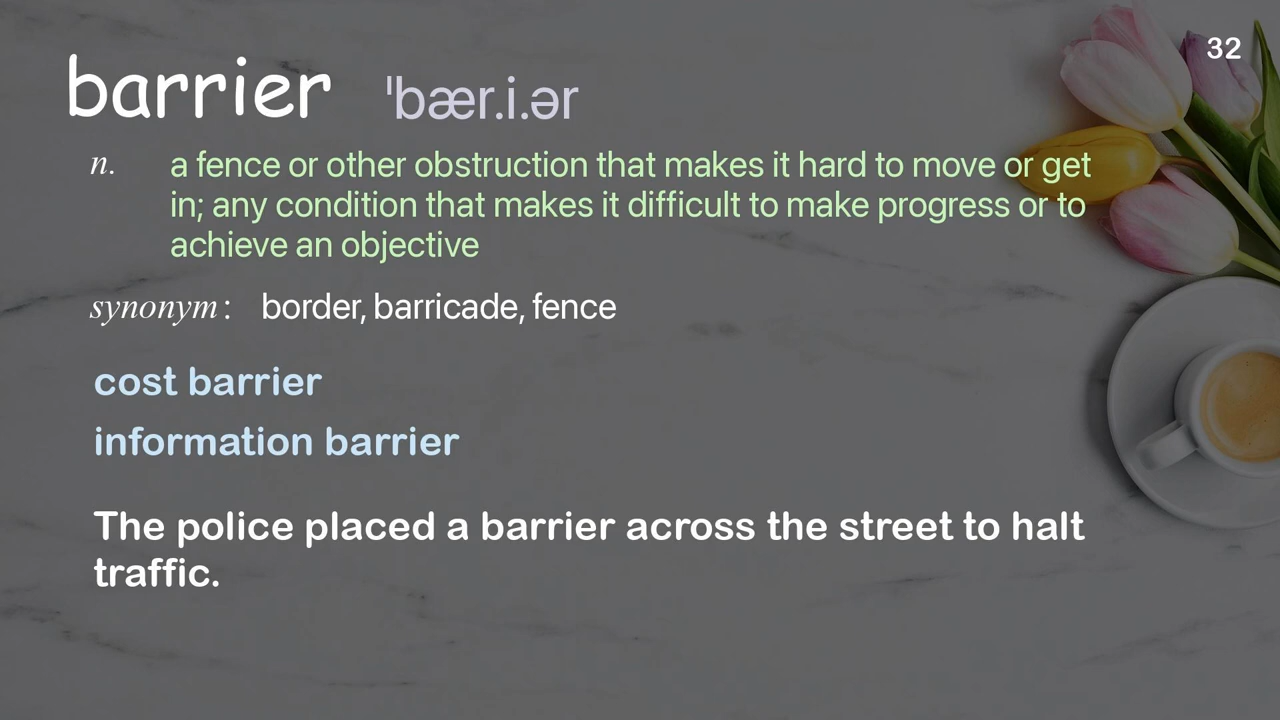 32
barrier ˈbær.i.ər
n. a fence or other obstruction that makes it hard to move or get
in; any condition that makes it difficult to make progress or to
achieve an objective
synonym: border, barricade, fence
cost barrier
information barrier
The police placed a barrier across the street to halt
traffic.